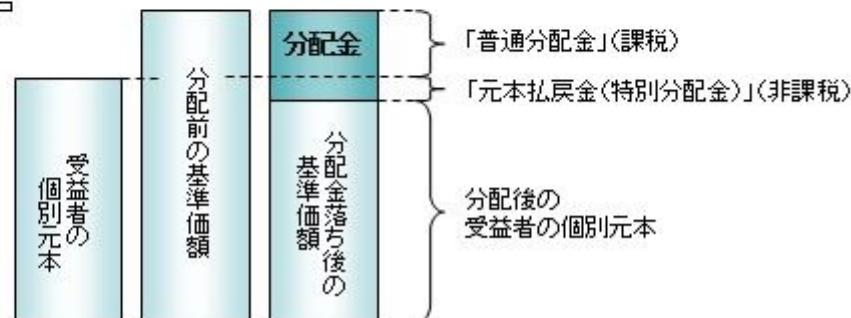 分配金
「普通分配金」(課税)
「元本払戻金(特別分配金)」(非課税)
受益者の
個別元本
分配前の基準価額
分配金落ち後の
基準価額
分配後の
受益者の個別元本